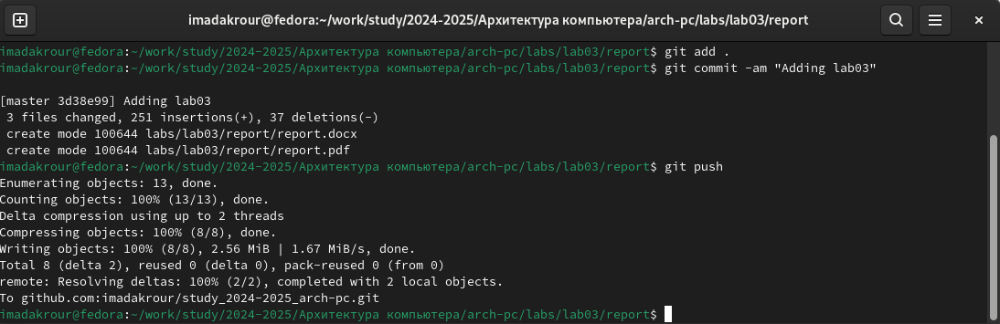 imadakrour@fedora:~/work/study/2024-2025/Архитектура компьютера/arch-pc/labs/lab03/report
imadakrour@fedora:~/work/study/2024-2025/Архитектура компьютера/arch-pc/labs/lab03/report$ git add .
imadakrour@fedora:~/work/study/2024-2025/Архитектура компьютера/arch-pc/labs/lab03/report$ git commit -am "Adding lab03"
[master 3d38e99] Adding lab03
 3 files changed, 251 insertions(+), 37 deletions(-)
 create mode 100644 labs/lab03/report/report.docx
 create mode 100644 labs/lab03/report/report.pdf
imadakrour@fedora:~/work/study/2024-2025/Архитектура компьютера/arch-pc/labs/lab03/report$ git push
Enumerating objects: 13, done.
Counting objects: 100% (13/13), done.
Delta compression using up to 2 threads
Compressing objects: 100% (8/8), done.
Writing objects: 100% (8/8), 2.56 MiB | 1.67 MiB/s, done.
Total 8 (delta 2), reused 0 (delta 0), pack-reused 0 (from 0)
remote: Resolving deltas: 100% (2/2), completed with 2 local objects.
To github.com:imadakrour/study_2024-2025_arch-pc.git
imadakrour@fedora:~/work/study/2024-2025/Архитектура компьютера/arch-pc/labs/lab03/report$